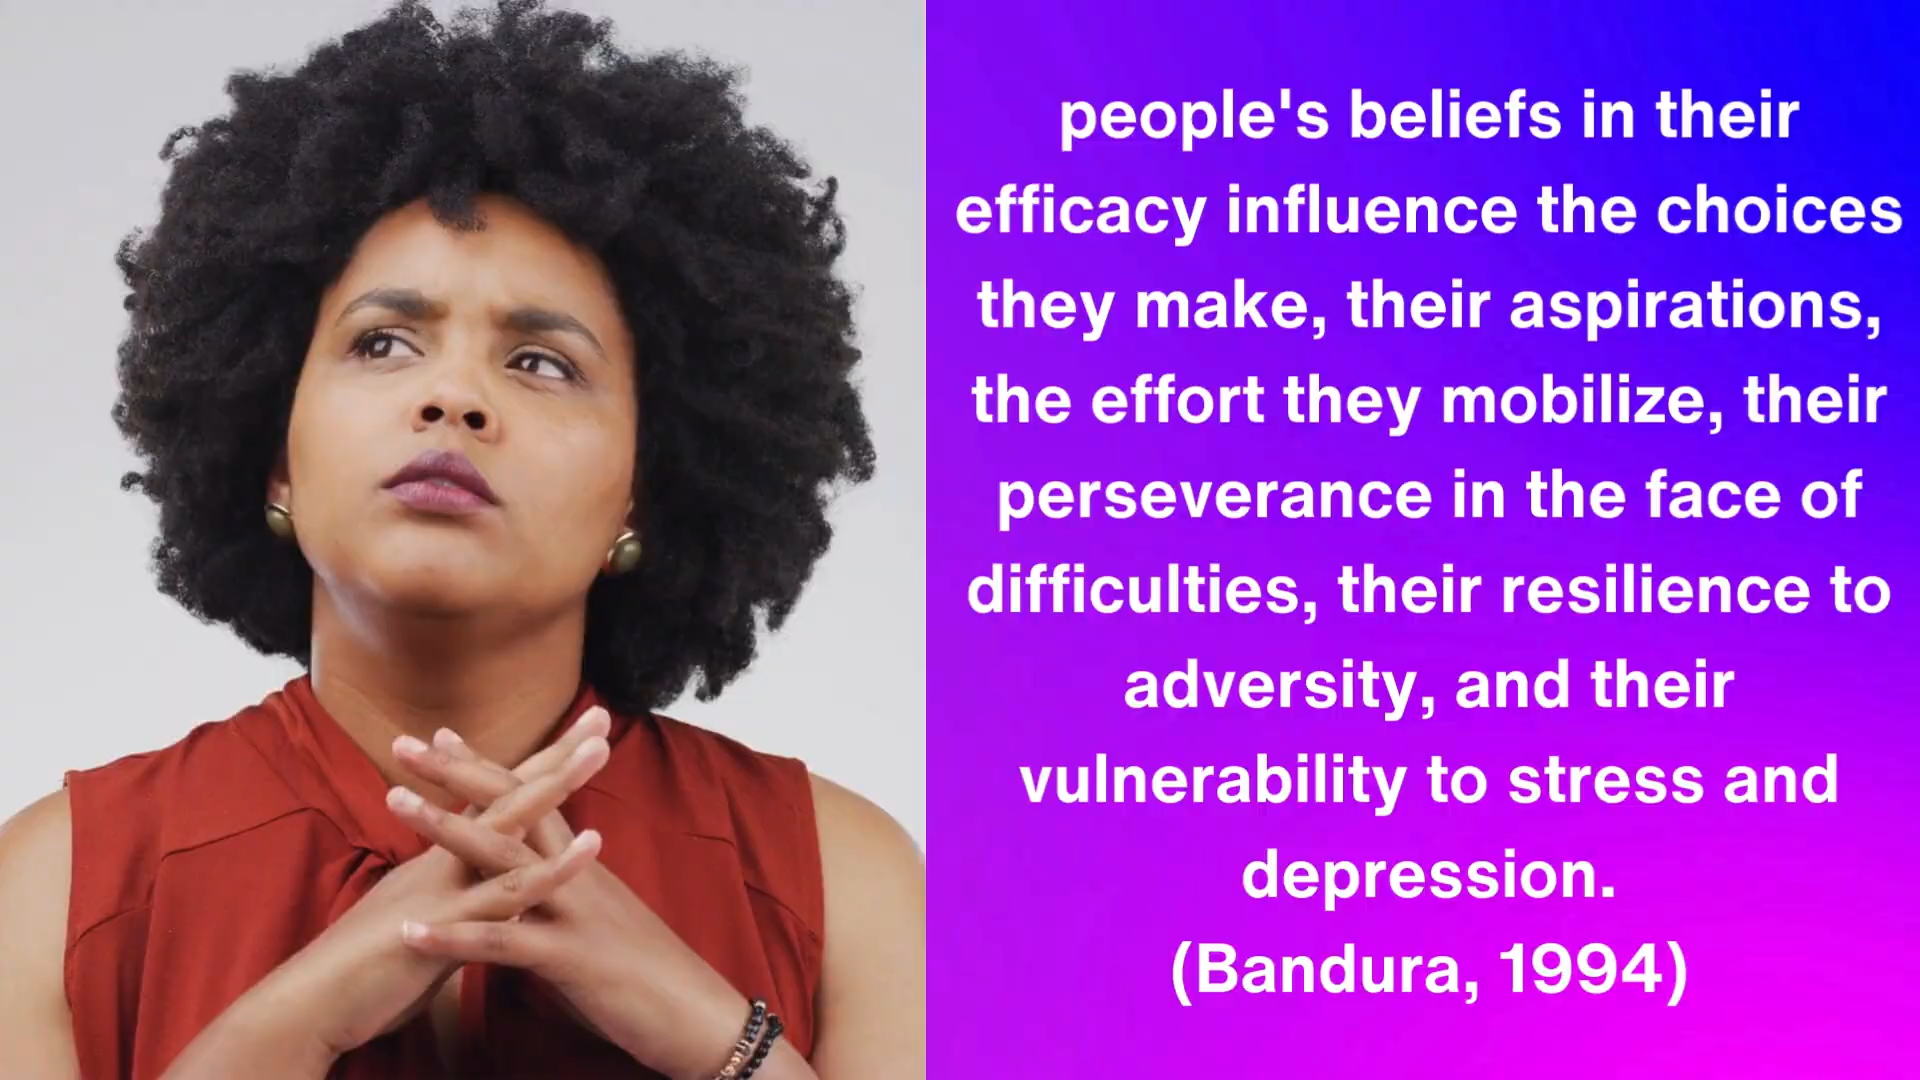 people's beliefs in their
efficacy influence the choices
they make, their aspirations,
the effort they mobilize, their
perseverance in the face of
difficulties, their resilience to
adversity, and their
vulnerability to stress and
depression.
(Bandura, 1994)